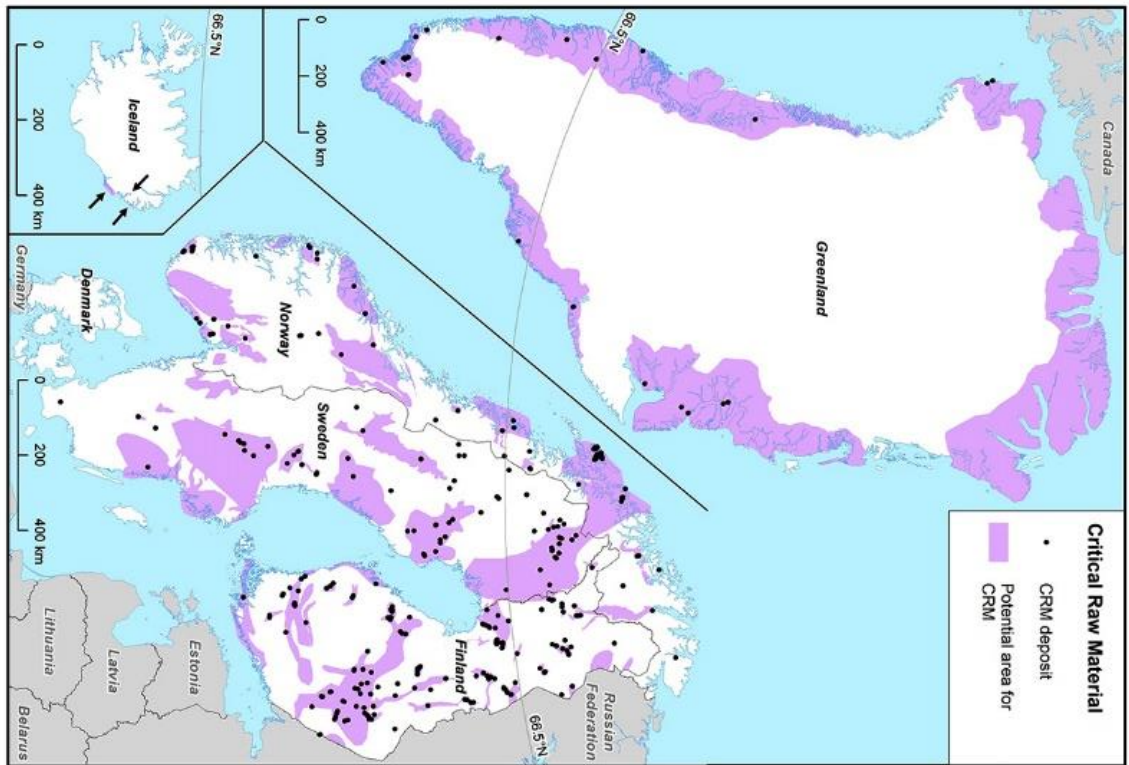 Critical Raw Material
CRM deposit
Potential area for
CRM
Canada
Greenland
66.5°N
0
200
400 km
66.5°N
Iceland
0
200
400 km
Norway
Sweden
Finland
Denmark
Germany
Russian
Federation
66.5°N
Estonia
Latvia
Lithuania
Belarus
0
200
400 km